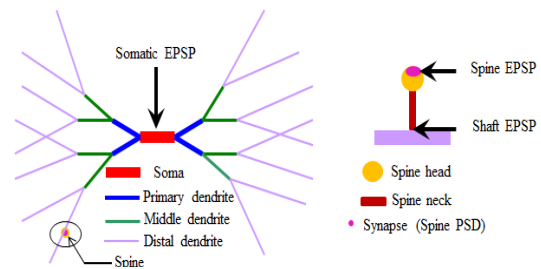 Somatic EPSP
Soma
Primary dendrite
Middle dendrite
Distal dendrite
Spine
Spine EPSP
Shaft EPSP
Spine head
Spine neck
Synapse (Spine PSD)